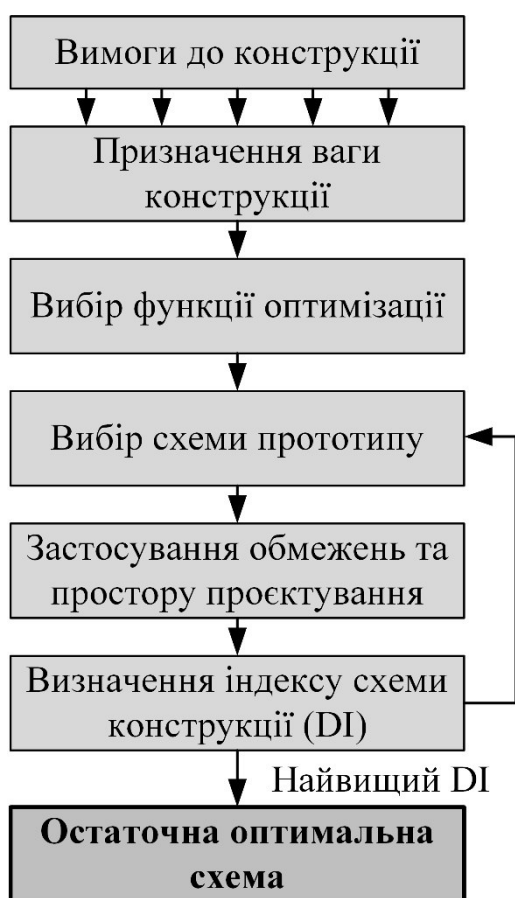 Вимоги до конструкції
Призначення ваги
конструкції
Вибір функції оптимізації
Вибір схеми прототипу
Застосування обмежень та
простору проєктування
Визначення індексу схеми
конструкції (DI)
Найвищий DI
Остаточна оптимальна
схема